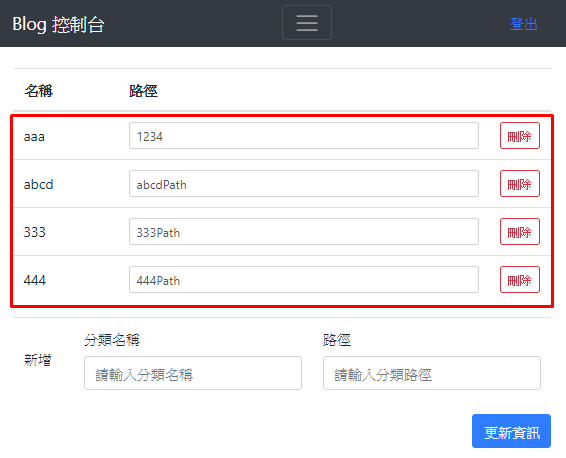 Blog 控制台 登出
名稱 路徑
aaa 1234 刪除
abcd abcdPath 刪除
333 333Path 刪除
444 444Path 刪除
分類名稱 路徑
新增 請輸入分類名稱 請輸入分類路徑
更新資訊